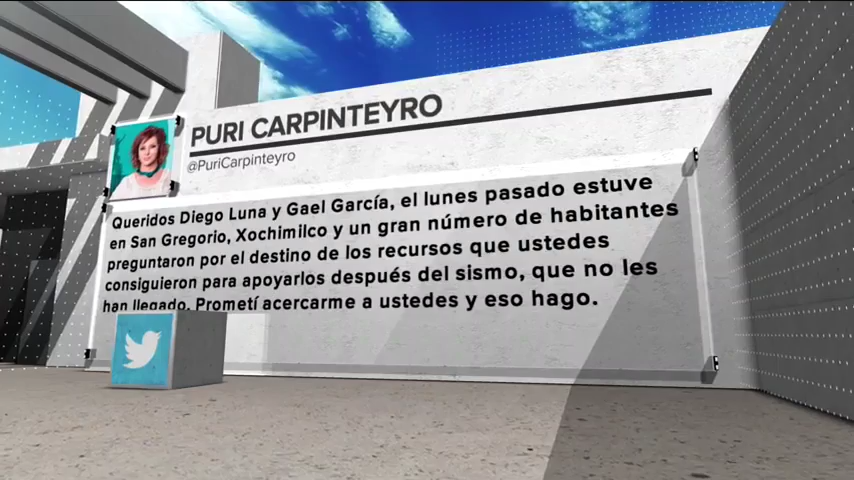 PURI CARPINTEYRO
@PuriCarpinteyro
Queridos Diego Luna y Gael García, el lunes pasado estuve
en San Gregorio, Xochimilco y un gran número de habitantes
preguntaron por el destino de los recursos que ustedes
consiguieron para apoyarlos después del sismo, que no les
han llegado. Prometí acercarme a ustedes y eso hago.